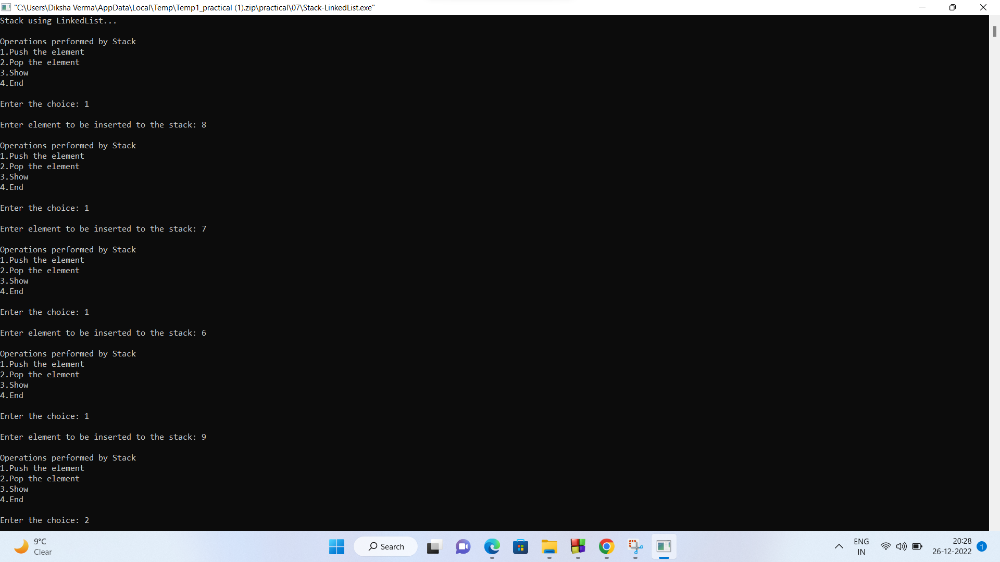 "C:\Users\Diksha Verma\AppData\Local\Temp\Temp1_practical (1).zip\practical\07\Stack-LinkedList.exe"
Stack using LinkedList...
Operations performed by Stack
1.Push the element
2.Pop the element
3.Show
4.End
Enter the choice: 1
Enter element to be inserted to the stack: 8
Operations performed by Stack
1.Push the element
2.Pop the element
3.Show
4.End
Enter the choice: 1
Enter element to be inserted to the stack: 7
Operations performed by Stack
1.Push the element
2.Pop the element
3.Show
4.End
Enter the choice: 1
Enter element to be inserted to the stack: 6
Operations performed by Stack
1.Push the element
2.Pop the element
3.Show
4.End
Enter the choice: 1
Enter element to be inserted to the stack: 9
Operations performed by Stack
1.Push the element
2.Pop the element
3.Show
4.End
Enter the choice: 2
9°C
Clear
Search
ENG
IN
20:28
26-12-2022
1